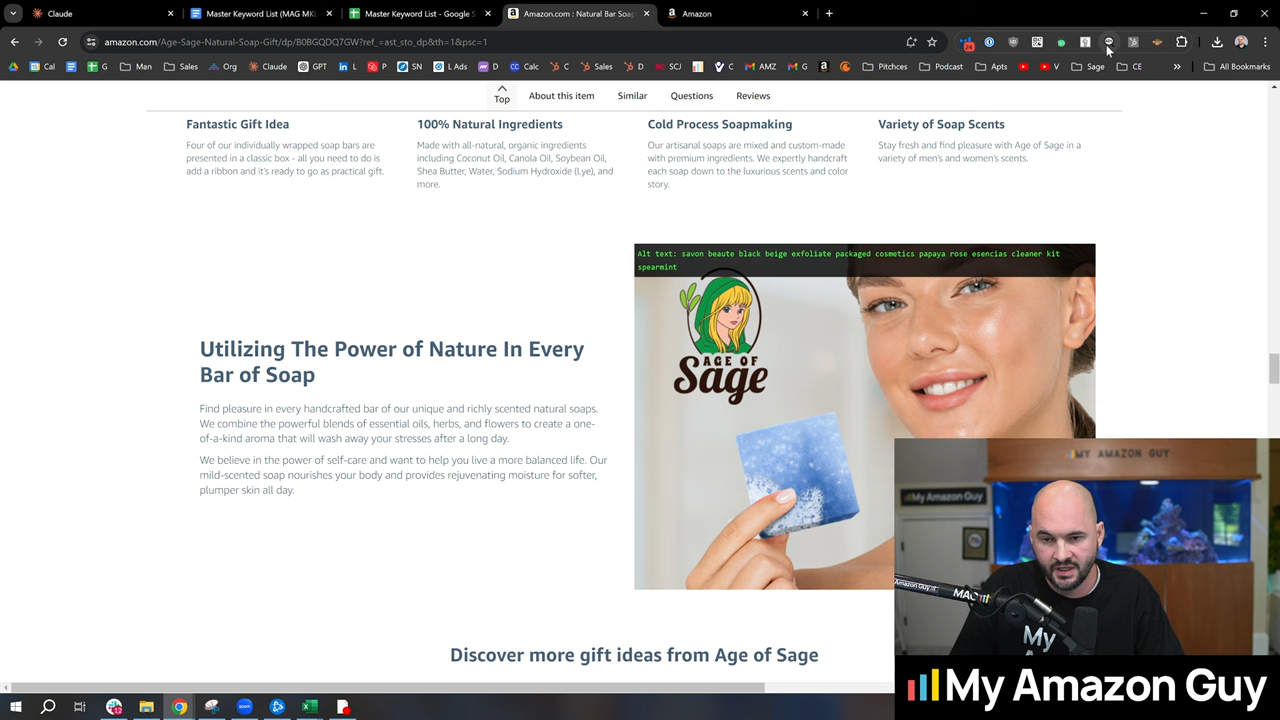 Claude
Master Keyword List (MAG MKL
Master Keyword List - Google S
Amazon.com : Natural Bar Soap
Amazon
amazon.com/Age-Sage-Natural-Soap-Gift/dp/B0BGQDQ7GW?ref_=ast_sto_dp&th=1&psc=1
Cal
G
Man
Sales
Org
Claude
GPT
L
P
SN
L Ads
D
Calc
C
Sales
D
SCJ
C
AMZ
G
Pitchces
Podcast
Apts
V
Sage
CE
All Bookmarks
Top
About this item
Similar
Questions
Reviews
Fantastic Gift Idea
Four of our individually wrapped soap bars are
presented in a classic box - all you need to do is
add a ribbon and it's ready to go as practical gift.
100% Natural Ingredients
Made with all-natural, organic ingredients
including Coconut Oil, Canola Oil, Soybean Oil,
Shea Butter, Water, Sodium Hydroxide (Lye), and
more.
Cold Process Soapmaking
Our artisanal soaps are mixed and custom-made
with premium ingredients. We expertly handcraft
each soap down to the luxurious scents and color
story.
Variety of Soap Scents
Stay fresh and find pleasure with Age of Sage in a
variety of men's and women's scents.
Alt text: savon beaute black beige exfoliate packaged cosmetics papaya rose esencias cleaner kit
spearmint
AGE OF
Sage
Utilizing The Power of Nature In Every
Bar of Soap
Find pleasure in every handcrafted bar of our unique and richly scented natural soaps.
We combine the powerful blends of essential oils, herbs, and flowers to create a one-
of-a-kind aroma that will wash away your stresses after a long day.
We believe in the power of self-care and want to help you live a more balanced life. Our
mild-scented soap nourishes your body and provides rejuvenating moisture for softer,
plumper skin all day.
Discover more gift ideas from Age of Sage
MY AMAZON GUY
My Amazon Guy
My Amazon Guy
MAG
My
My Amazon Guy